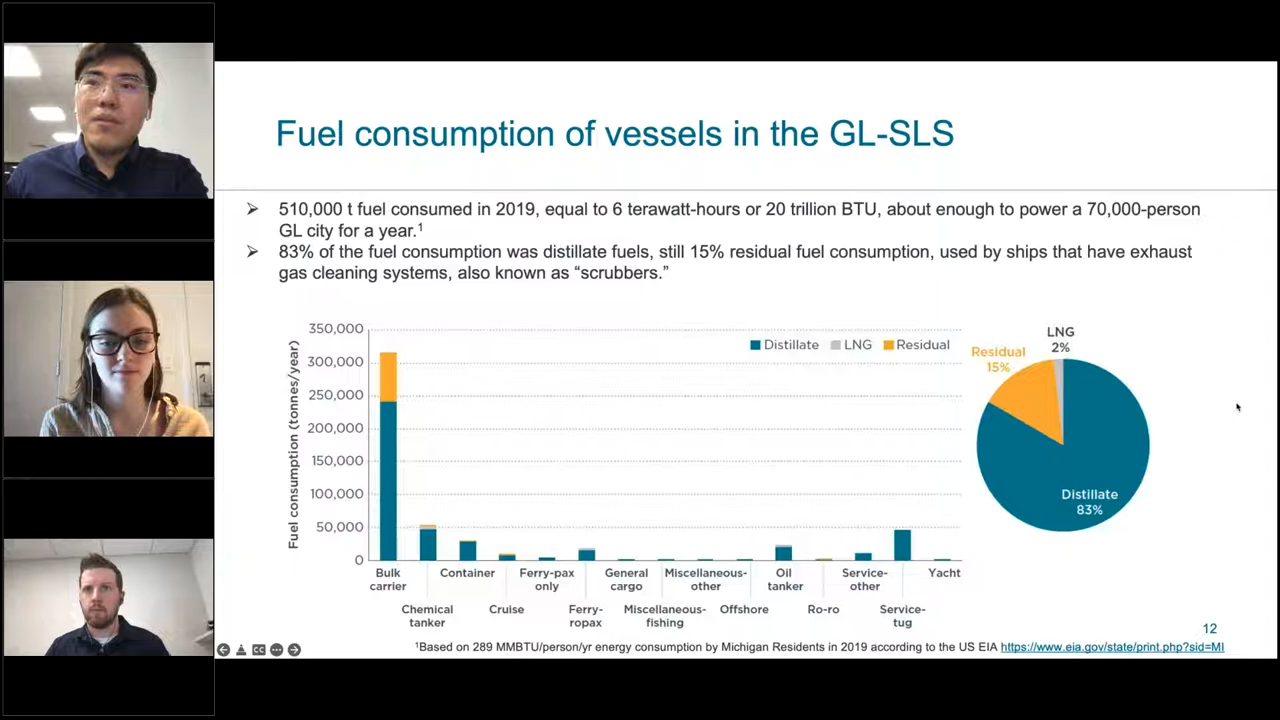 Fuel consumption of vessels in the GL-SLS
➢ 510,000 t fuel consumed in 2019, equal to 6 terawatt-hours or 20 trillion BTU, about enough to power a 70,000-person
GL city for a year.¹
➢ 83% of the fuel consumption was distillate fuels, still 15% residual fuel consumption, used by ships that have exhaust
gas cleaning systems, also known as “scrubbers.”
Fuel consumption (tonnes/year)
350,000
300,000
250,000
200,000
150,000
100,000
50,000
0
Distillate LNG Residual
Bulk
carrier
Chemical
tanker
Container
Cruise
Ferry-pax
only
Ferry-
ropax
General
cargo
Miscellaneous-
fishing
Miscellaneous-
other
Offshore
Oil
tanker
Ro-ro
Service-
other
Service-
tug
Yacht
LNG
2%
Residual
15%
Distillate
83%
12
CC
¹Based on 289 MMBTU/person/yr energy consumption by Michigan Residents in 2019 according to the US EIA https://www.eia.gov/state/print.php?sid=MI